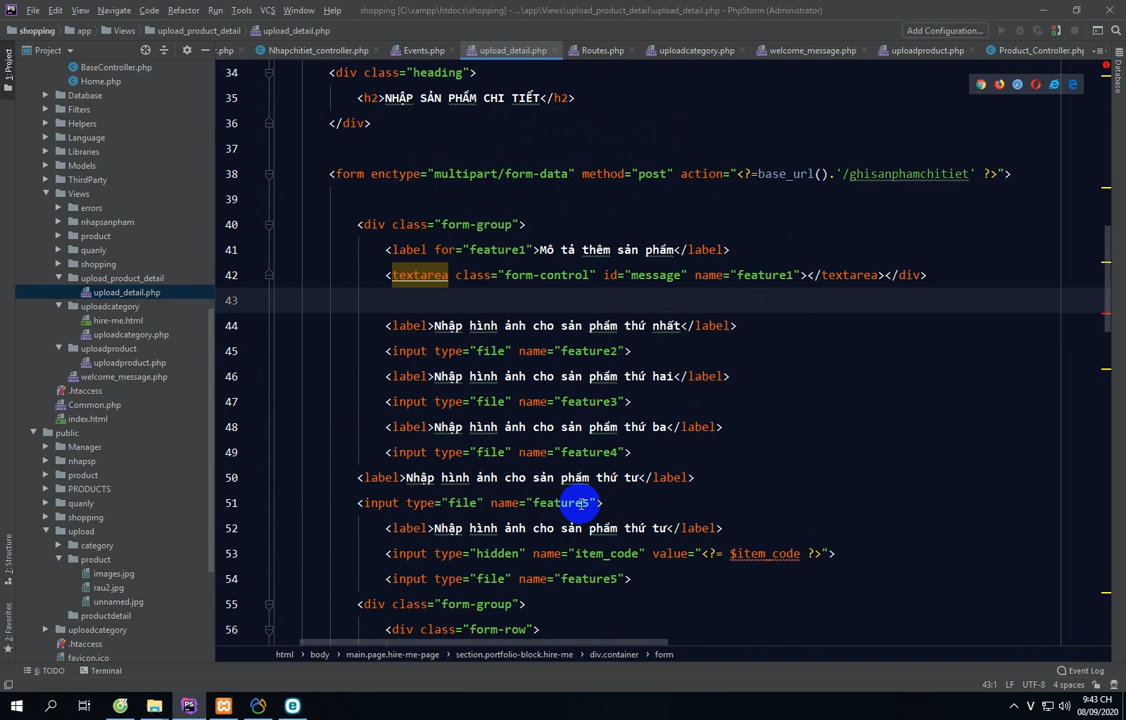 File Edit View Navigate Code Refactor Run Tools VCS Window Help shopping [C:\xampp\htdocs\shopping] - ...\app\Views\upload_product_detail\upload_detail.php - PhpStorm (Administrator)
shopping app Views upload_product_detail upload_detail.php Add Configuration...
Project .php Nhapchitiet_controller.php Events.php upload_detail.php Routes.php uploadcategory.php welcome_message.php uploadproduct.php Product_Controller.php
1: Project
Database
7: Structure
2: Favorites
BaseController.php
Home.php
Database
Filters
Helpers
Language
Libraries
Models
ThirdParty
Views
errors
nhapsanpham
product
quanly
shopping
upload_product_detail
upload_detail.php
uploadcategory
hire-me.html
uploadcategory.php
uploadproduct
uploadproduct.php
welcome_message.php
.htaccess
Common.php
index.html
public
Manager
nhapsp
product
PRODUCTS
quanly
shopping
upload
category
product
images.jpg
rau2.jpg
unnamed.jpg
productdetail
uploadcategory
.htaccess
favicon.ico
34 <div class="heading">
35 <h2>NHẬP SẢN PHẨM CHI TIẾT</h2>
36 </div>
37
38 <form enctype="multipart/form-data" method="post" action="<?=base_url().'/ghisanphamchitiet' ?>">
39
40 <div class="form-group">
41 <label for="feature1">Mô tả thêm sản phẩm</label>
42 <textarea class="form-control" id="message" name="feature1"></textarea></div>
43
44 <label>Nhập hình ảnh cho sản phẩm thứ nhất</label>
45 <input type="file" name="feature2">
46 <label>Nhập hình ảnh cho sản phẩm thứ hai</label>
47 <input type="file" name="feature3">
48 <label>Nhập hình ảnh cho sản phẩm thứ ba</label>
49 <input type="file" name="feature4">
50 <label>Nhập hình ảnh cho sản phẩm thứ tư</label>
51 <input type="file" name="feature5">
52 <label>Nhập hình ảnh cho sản phẩm thứ tư</label>
53 <input type="hidden" name="item_code" value="<?= $item_code ?>">
54 <input type="file" name="feature5">
55 <div class="form-group">
56 <div class="form-row">
html body main.page.hire-me-page section.portfolio-block.hire-me div.container form
6: TODO Terminal Event Log
43:1 LF UTF-8 4 spaces
V 9:43 CH
08/09/2020